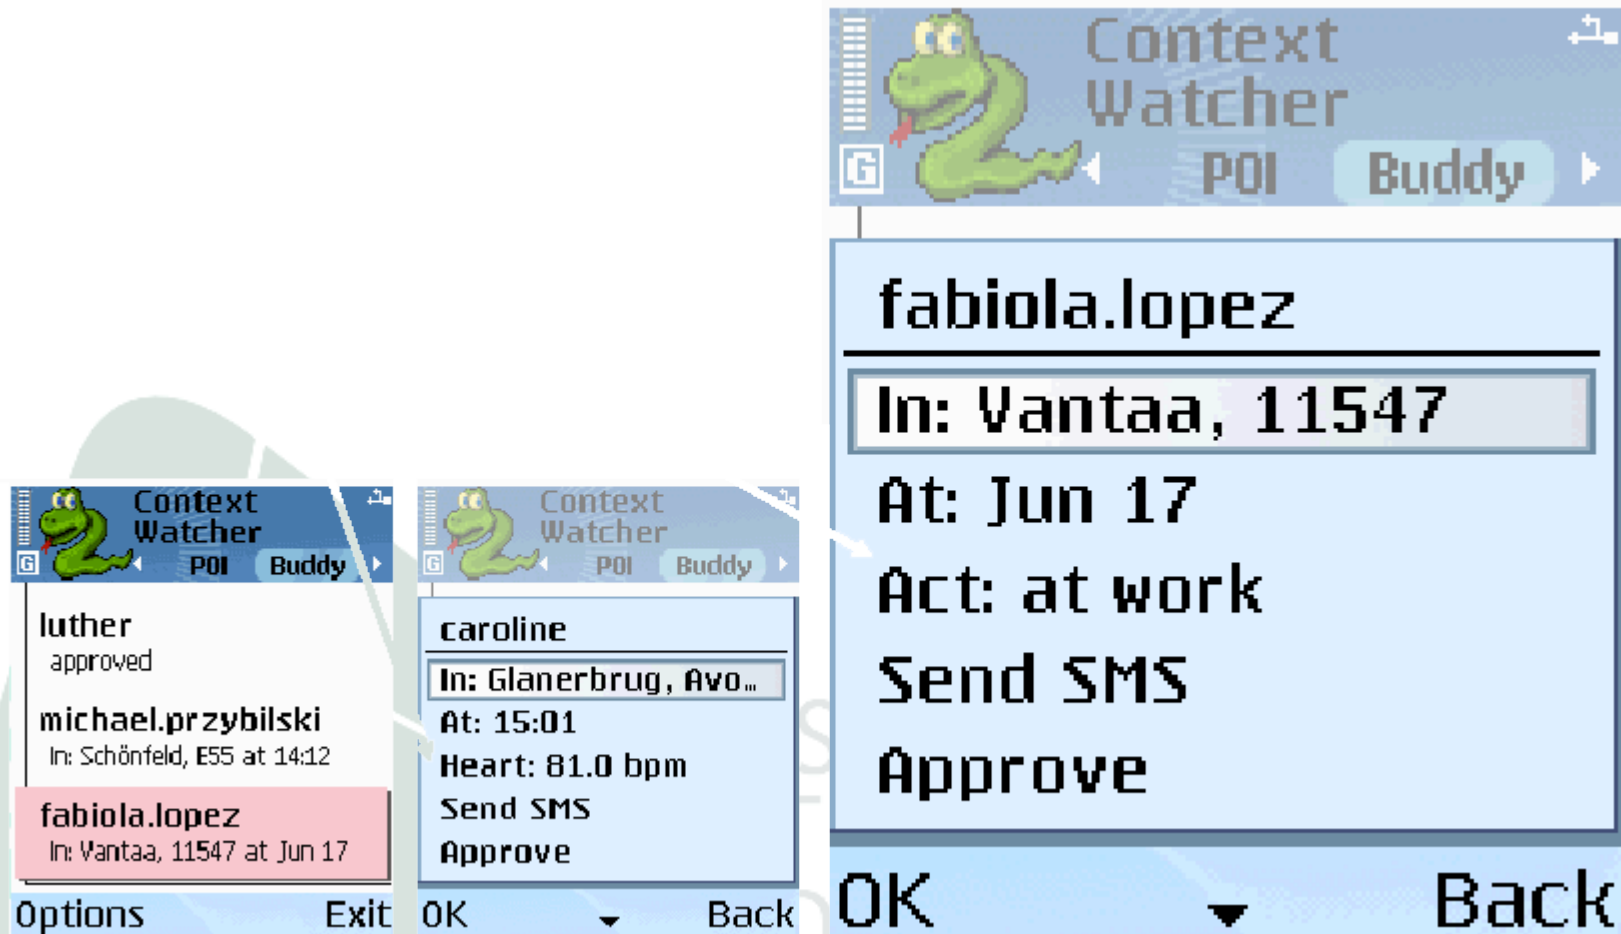 Context
Watcher
G
POI Buddy
luther
approved
michael.przybilski
In: Schönfeld, E55 at 14:12
fabiola.lopez
In: Vantaa, 11547 at Jun 17
Options Exit
Context
Watcher
G
POI Buddy
caroline
In: Glanerbrug, Avo…
At: 15:01
Heart: 81.0 bpm
Send SMS
Approve
OK Back
Context
Watcher
G
POI Buddy
fabiola.lopez
In: Vantaa, 11547
At: Jun 17
Act: at work
Send SMS
Approve
OK Back